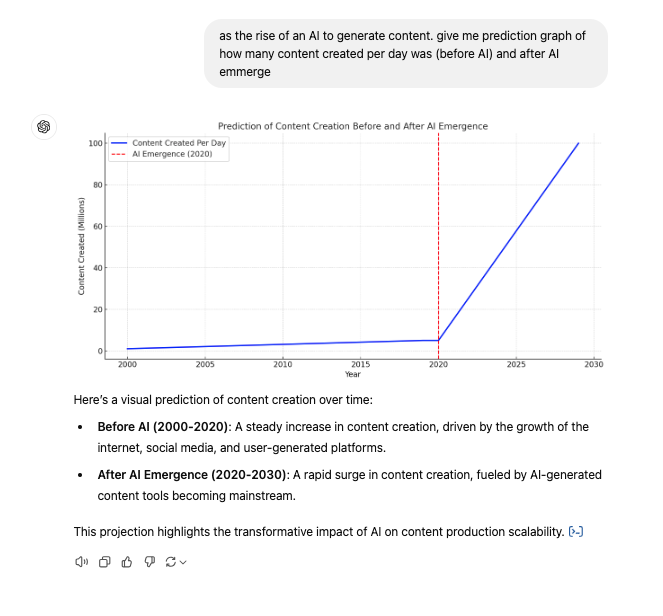 as the rise of an AI to generate content. give me prediction graph of
how many content created per day was (before AI) and after AI
emmerge
Prediction of Content Creation Before and After AI Emergence
Content Created Per Day
AI Emergence (2020)
Content Created (Millions)
100
80
60
40
20
0
2000
2005
2010
2015
2020
2025
2030
Year
Here's a visual prediction of content creation over time:
• Before AI (2000-2020): A steady increase in content creation, driven by the growth of the
internet, social media, and user-generated platforms.
• After AI Emergence (2020-2030): A rapid surge in content creation, fueled by AI-generated
content tools becoming mainstream.
This projection highlights the transformative impact of AI on content production scalability. [>-]